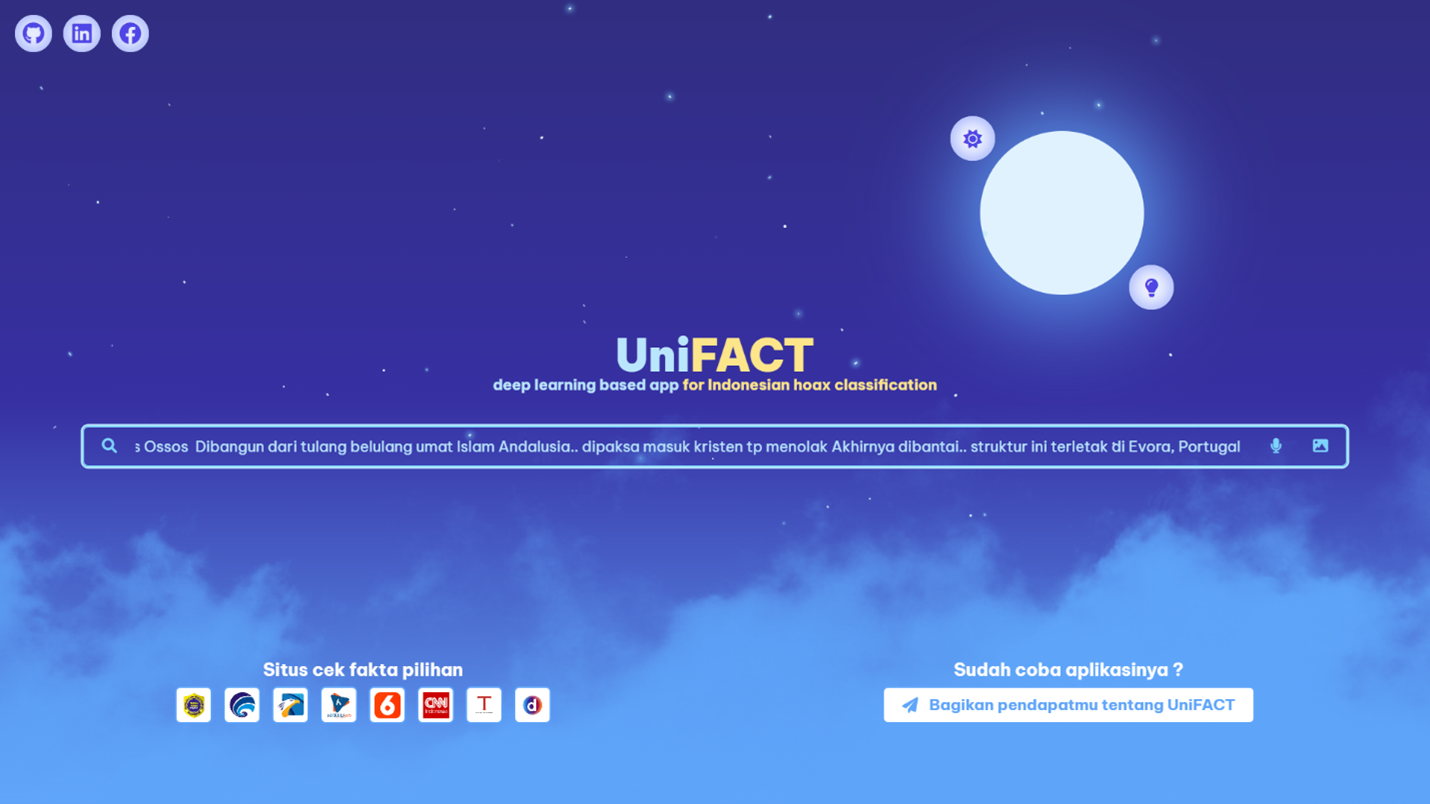 UniFACT
deep learning based app for Indonesian hoax classification
s Ossos Dibangun dari tulang belulang umat Islam Andalusia.. dipaksa masuk kristen tp menolak Akhirnya dibantai.. struktur ini terletak di Evora, Portugal
Situs cek fakta pilihan
6 CNN Indonesia T d
Sudah coba aplikasinya ?
Bagikan pendapatmu tentang UniFACT